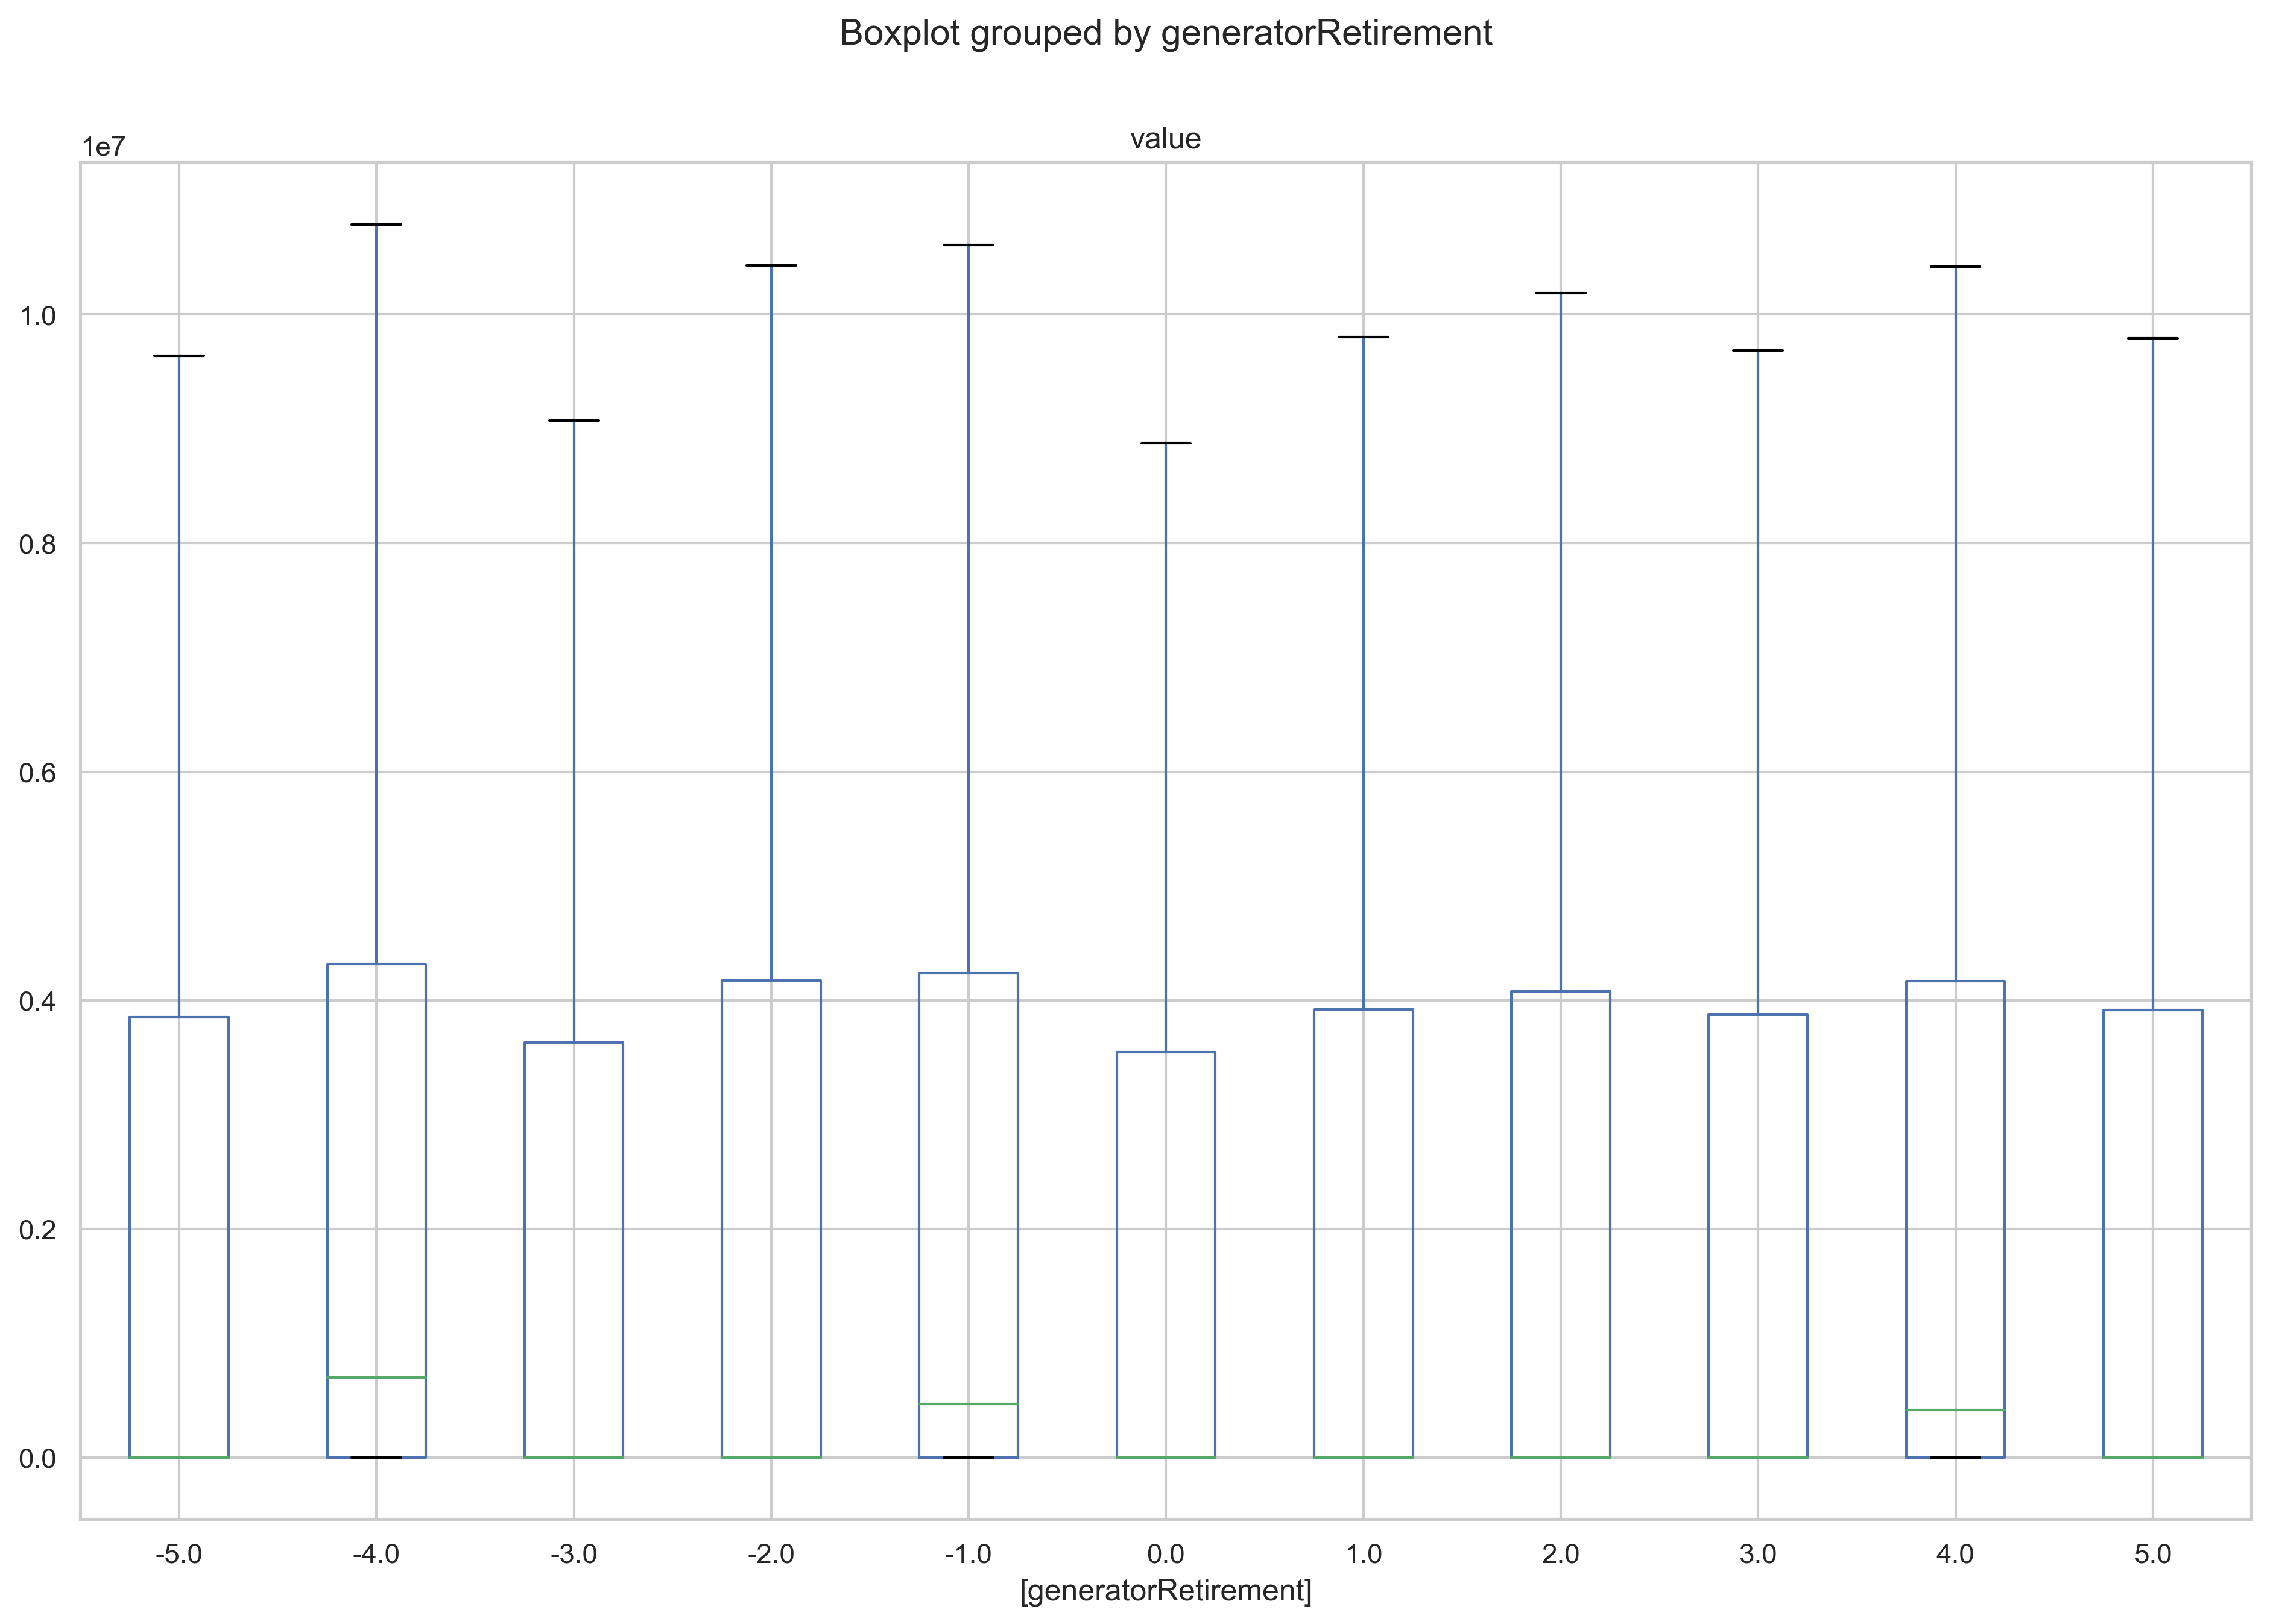 Boxplot grouped by generatorRetirement
value
1e7
1.0
0.8
0.6
0.4
0.2
0.0
-5.0 -4.0 -3.0 -2.0 -1.0 0.0 1.0 2.0 3.0 4.0 5.0
[generatorRetirement]